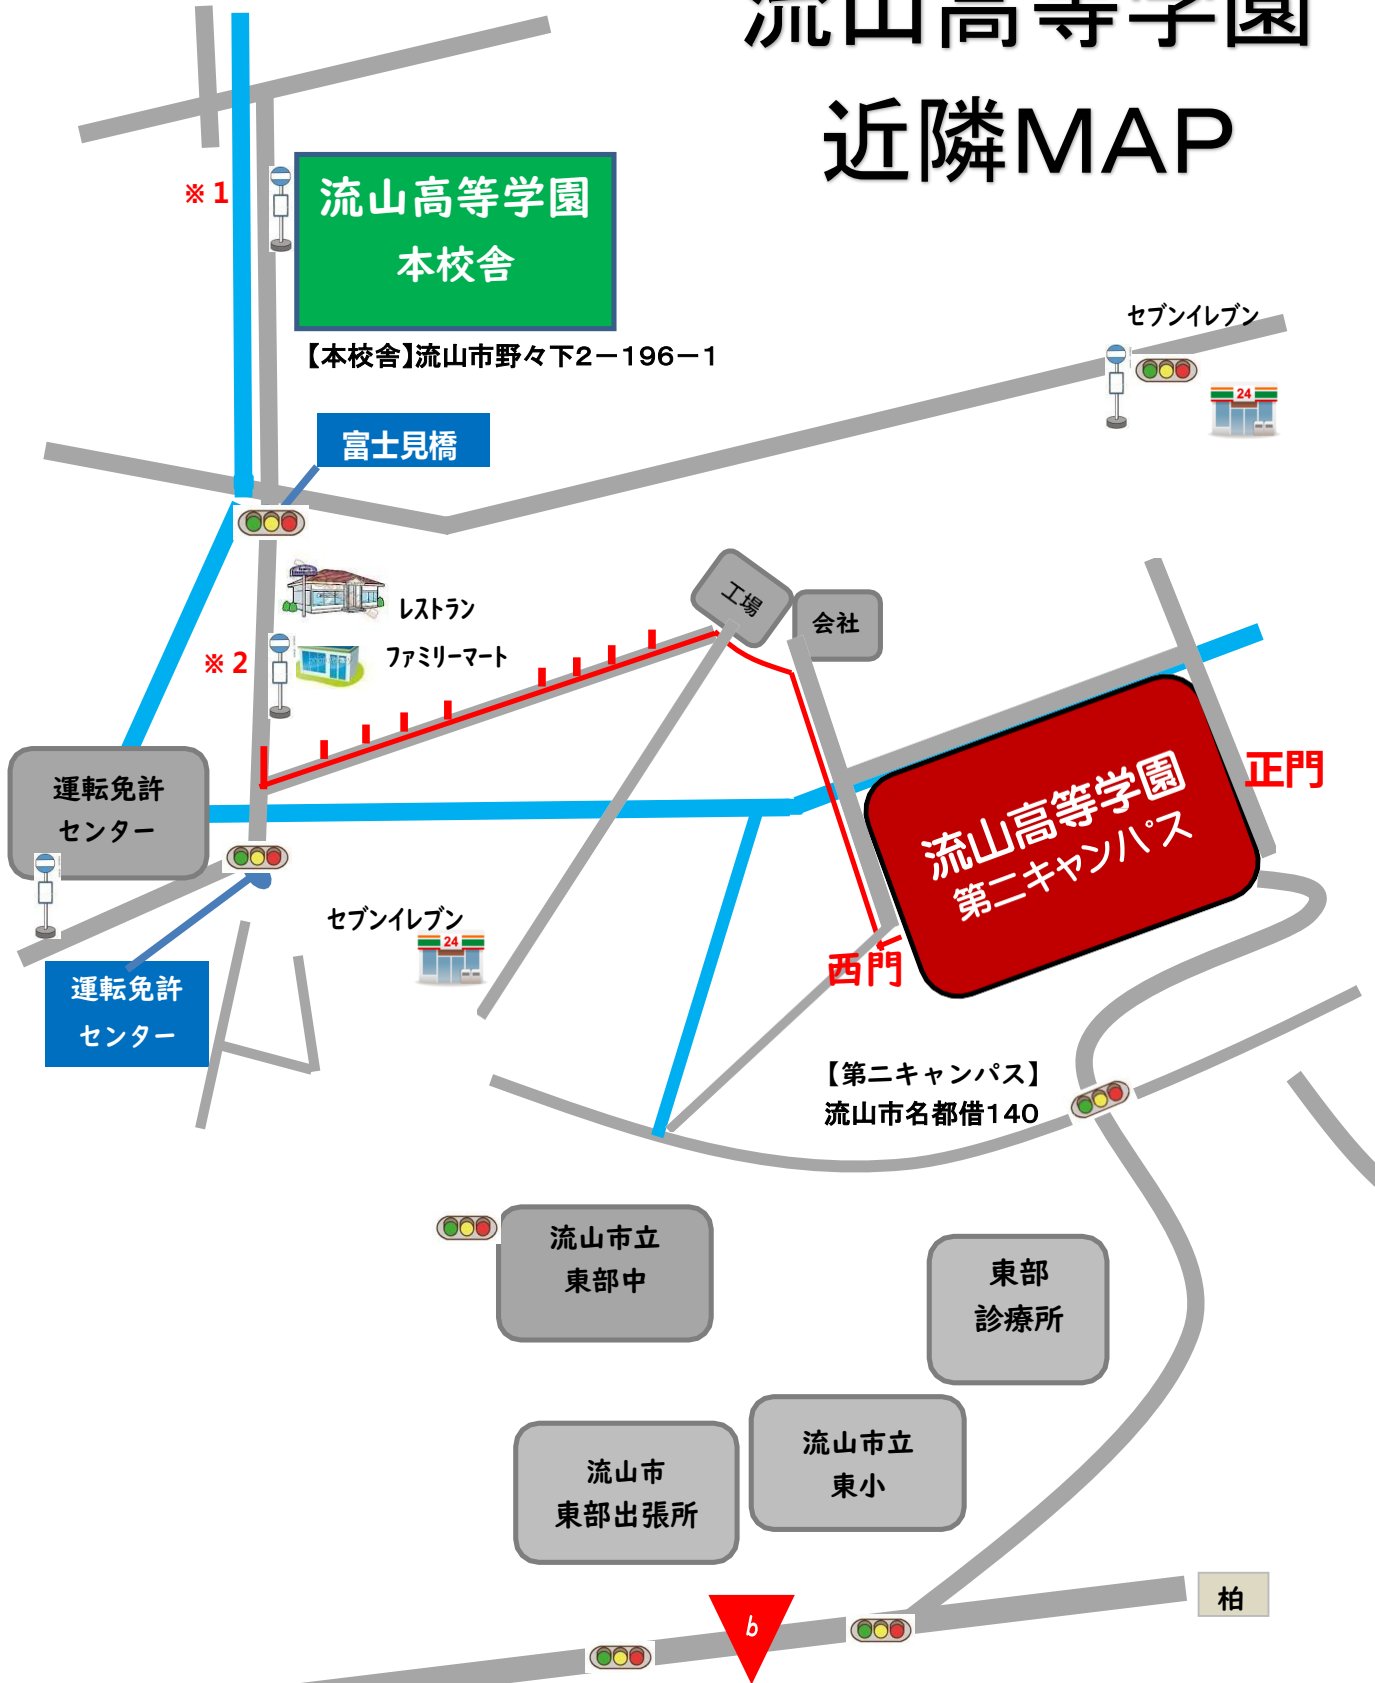 流山高等学園
近隣MAP
※1
流山高等学園
本校舎
セブンイレブン
24
【本校舎】流山市野々下2－196－1
富士見橋
レストラン
※2
ファミリーマート
工場
会社
運転免許
センター
正門
流山高等学園
第二キャンパス
セブンイレブン
24
西門
運転免許
センター
【第二キャンパス】
流山市名都借140
流山市立
東部中
東部
診療所
流山市立
東小
流山市
東部出張所
柏
b